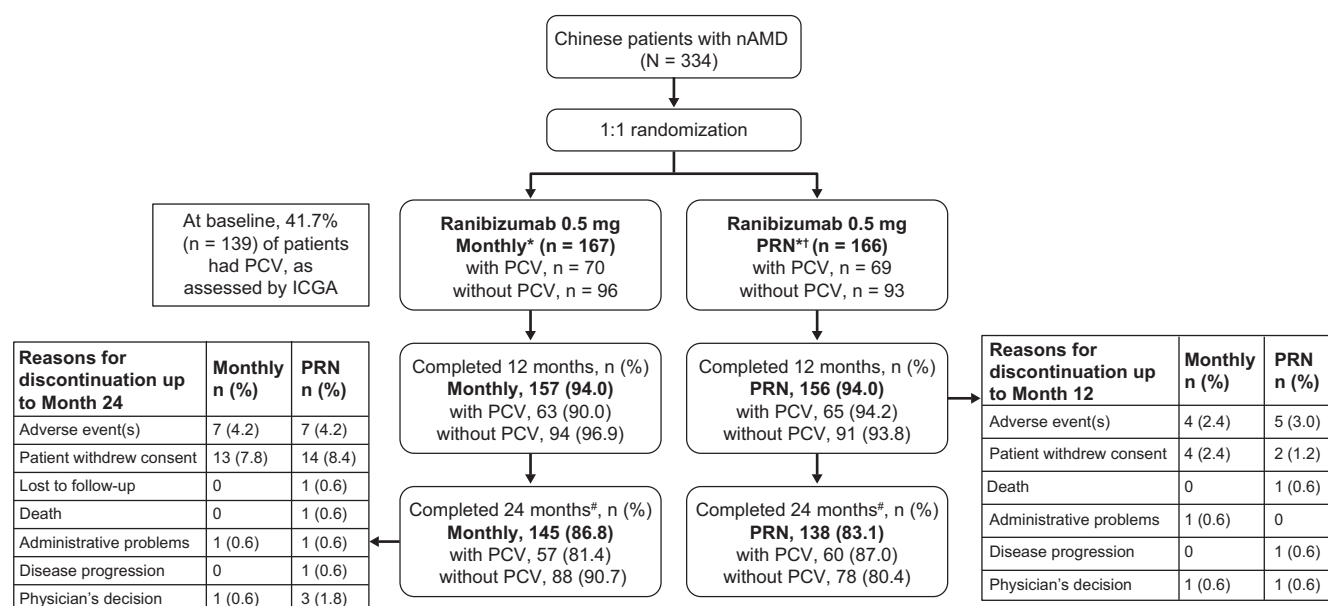 Chinese patients with nAMD
(N = 334)
1:1 randomization
At baseline, 41.7%
(n = 139) of patients
had PCV, as
assessed by ICGA
Ranibizumab 0.5 mg
Monthly* (n = 167)
with PCV, n = 70
without PCV, n = 96
Ranibizumab 0.5 mg
PRN*† (n = 166)
with PCV, n = 69
without PCV, n = 93
Completed 12 months, n (%)
Monthly, 157 (94.0)
with PCV, 63 (90.0)
without PCV, 94 (96.9)
Completed 12 months, n (%)
PRN, 156 (94.0)
with PCV, 65 (94.2)
without PCV, 91 (93.8)
Completed 24 months#, n (%)
Monthly, 145 (86.8)
with PCV, 57 (81.4)
without PCV, 88 (90.7)
Completed 24 months#, n (%)
PRN, 138 (83.1)
with PCV, 60 (87.0)
without PCV, 78 (80.4)
Reasons for
discontinuation up
to Month 24
Monthly
n (%)
PRN
n (%)
Adverse event(s) 7 (4.2) 7 (4.2)
Patient withdrew consent 13 (7.8) 14 (8.4)
Lost to follow-up 0 1 (0.6)
Death 0 1 (0.6)
Administrative problems 1 (0.6) 1 (0.6)
Disease progression 0 1 (0.6)
Physician's decision 1 (0.6) 3 (1.8)
Reasons for
discontinuation up
to Month 12
Monthly
n (%)
PRN
n (%)
Adverse event(s) 4 (2.4) 5 (3.0)
Patient withdrew consent 4 (2.4) 2 (1.2)
Death 0 1 (0.6)
Administrative problems 1 (0.6) 0
Disease progression 0 1 (0.6)
Physician's decision 1 (0.6) 1 (0.6)